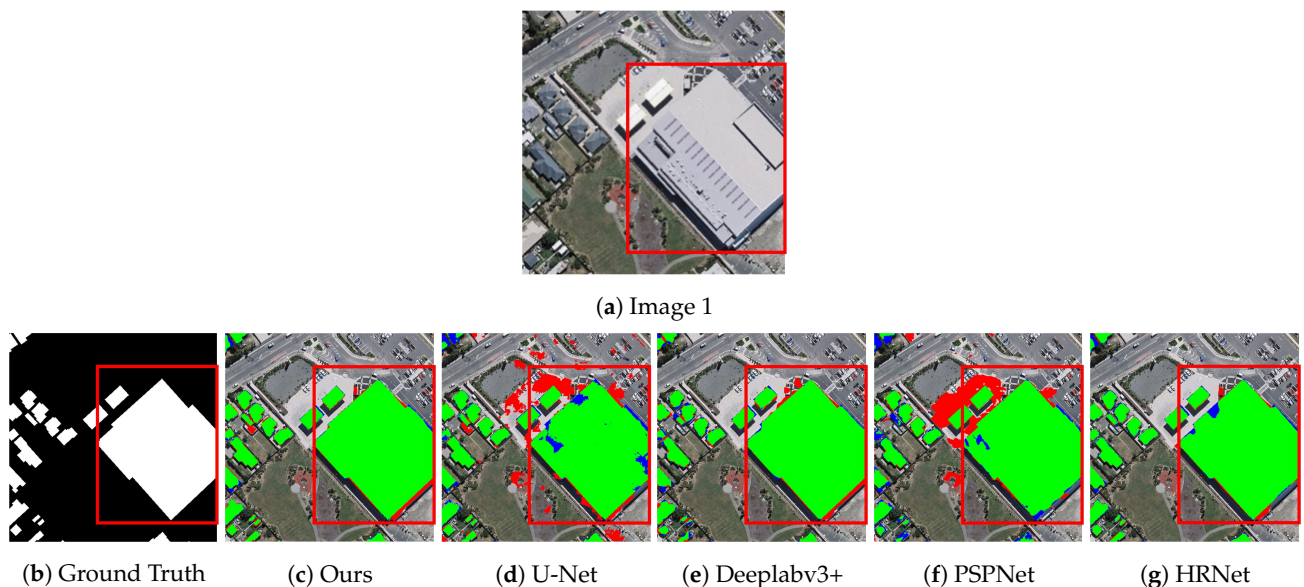 (a) Image 1
(b) Ground Truth (c) Ours (d) U-Net (e) Deeplabv3+ (f) PSPNet (g) HRNet